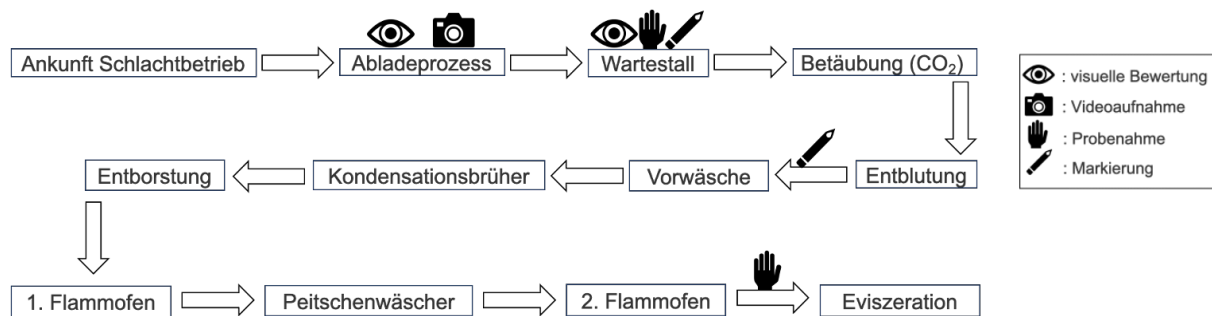 Ankunft Schlachtbetrieb
Abladeprozess
Wartestall
Betäubung (CO₂)
: visuelle Bewertung
: Videoaufnahme
: Probenahme
: Markierung
Entborstung
Kondensationsbrüher
Vorwäsche
Entblutung
1. Flammofen
Peitschenwäscher
2. Flammofen
Eviszeration